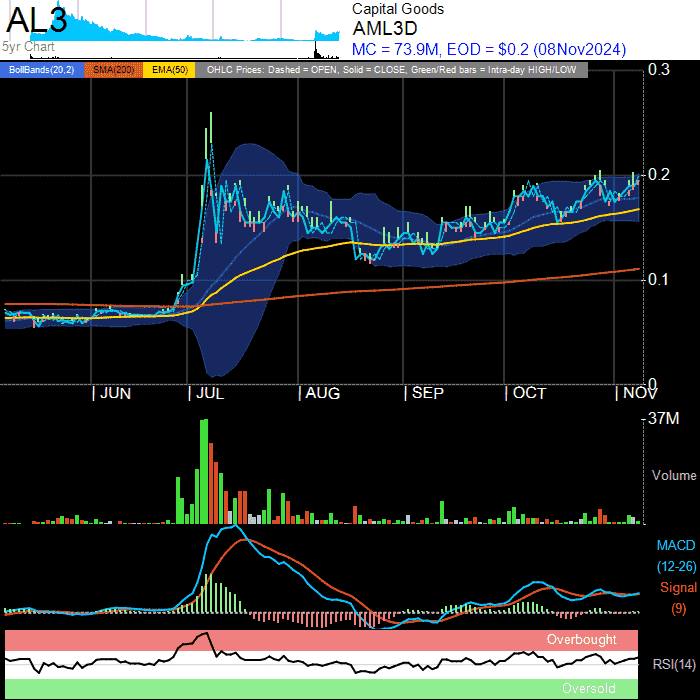 AL3
5yr Chart
Capital Goods
AML3D
MC = 73.9M, EOD = $0.2 (08Nov2024)
BollBands(20,2) SMA(200) EMA(50) OHLC Prices: Dashed = OPEN, Solid = CLOSE, Green/Red bars = Intra-day HIGH/LOW
0.3
0.2
0.1
0
| JUN | JUL | AUG | SEP | OCT | NOV
37M
Volume
MACD
(12-26)
Signal
(9)
Overbought
RSI(14)
Oversold